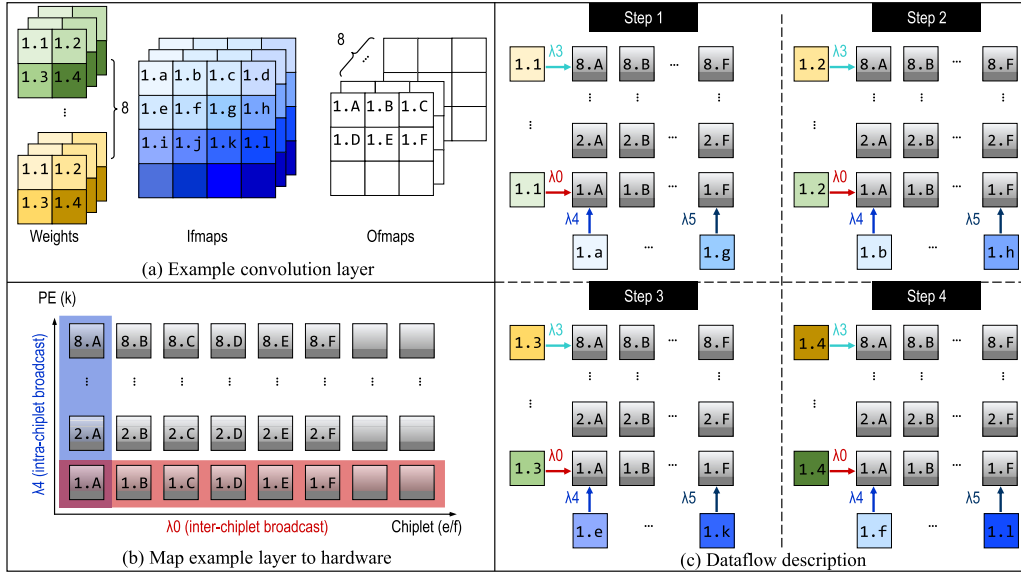 1.1 1.2
1.3 1.4
⋮
8
1.1 1.2
1.3 1.4
Weights
1.a 1.b 1.c 1.d
1.e 1.f 1.g 1.h
1.i 1.j 1.k 1.l
Ifmaps
8
...
1.A 1.B 1.C
1.D 1.E 1.F
Ofmaps
(a) Example convolution layer
PE (k)
λ4 (intra-chiplet broadcast)
8.A 8.B 8.C 8.D 8.E 8.F
⋮ ⋮
2.A 2.B 2.C 2.D 2.E 2.F
1.A 1.B 1.C 1.D 1.E 1.F
λ0 (inter-chiplet broadcast)
Chiplet (e/f)
(b) Map example layer to hardware
Step 1
1.1 λ3 8.A 8.B ... 8.F
⋮ ⋮
2.A 2.B ... 2.F
1.1 λ0 1.A 1.B ... 1.F
λ4 λ5
1.a ... 1.g
Step 2
1.2 λ3 8.A 8.B ... 8.F
⋮ ⋮
2.A 2.B ... 2.F
1.2 λ0 1.A 1.B ... 1.F
λ4 λ5
1.b ... 1.h
Step 3
1.3 λ3 8.A 8.B ... 8.F
⋮ ⋮
2.A 2.B ... 2.F
1.3 λ0 1.A 1.B ... 1.F
λ4 λ5
1.e ... 1.k
Step 4
1.4 λ3 8.A 8.B ... 8.F
⋮ ⋮
2.A 2.B ... 2.F
1.4 λ0 1.A 1.B ... 1.F
λ4 λ5
1.f ... 1.l
(c) Dataflow description